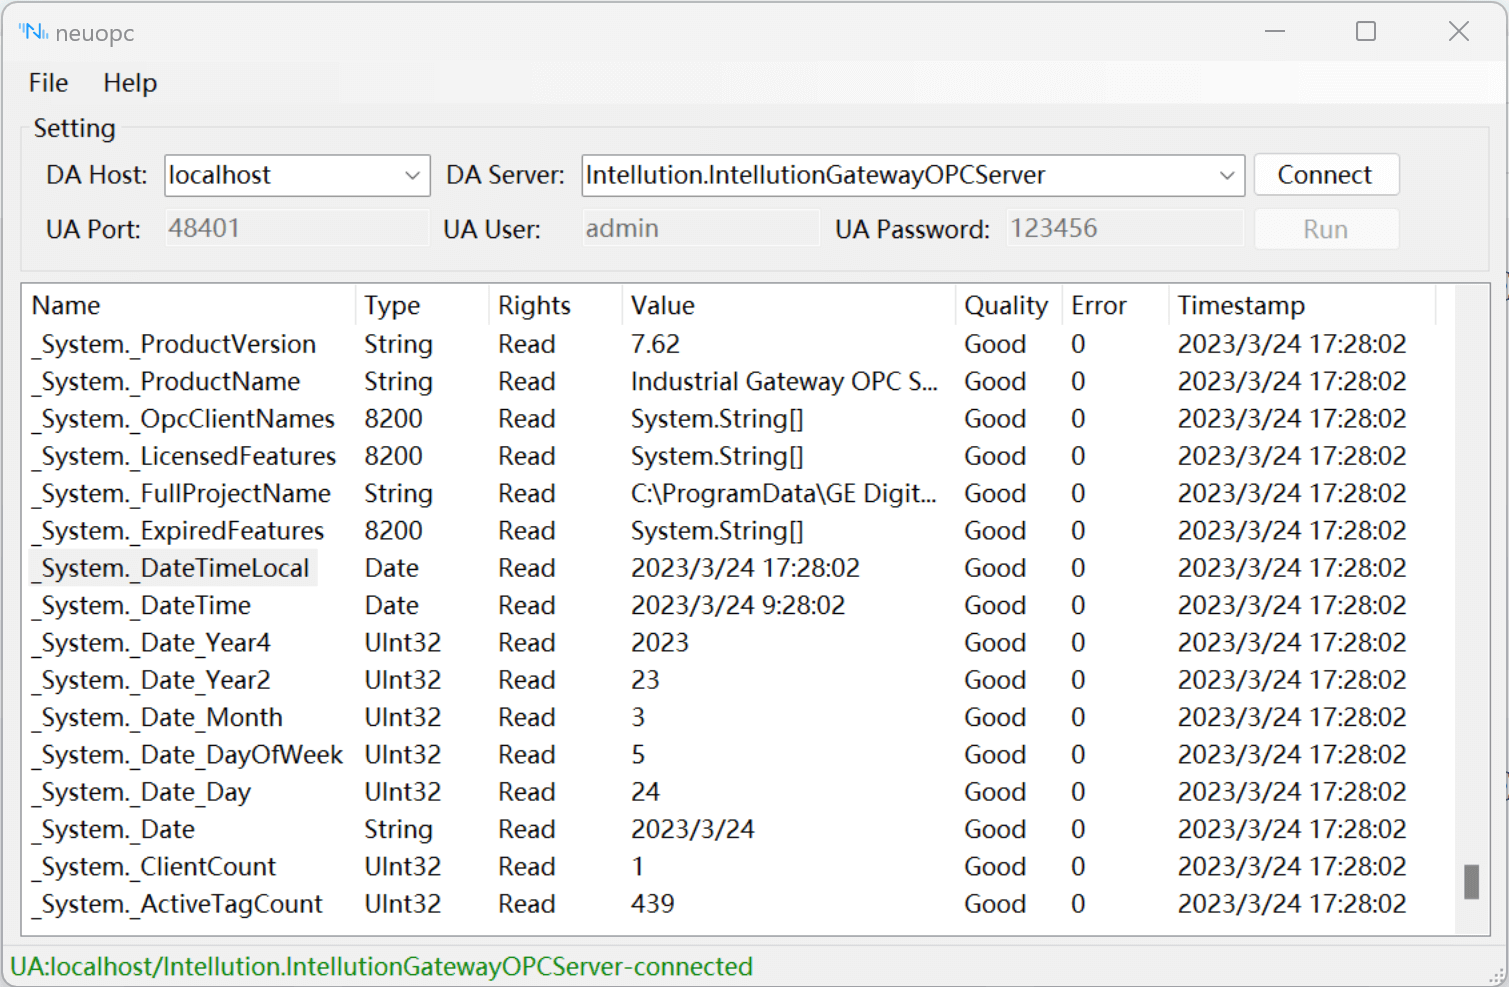 neuopc
File Help
Setting
DA Host: localhost DA Server: Intellution.IntellutionGatewayOPCServer Connect
UA Port: 48401 UA User: admin UA Password: 123456 Run
Name Type Rights Value Quality Error Timestamp
_System._ProductVersion String Read 7.62 Good 0 2023/3/24 17:28:02
_System._ProductName String Read Industrial Gateway OPC S... Good 0 2023/3/24 17:28:02
_System._OpcClientNames 8200 Read System.String[] Good 0 2023/3/24 17:28:02
_System._LicensedFeatures 8200 Read System.String[] Good 0 2023/3/24 17:28:02
_System._FullProjectName String Read C:\ProgramData\GE Digit... Good 0 2023/3/24 17:28:02
_System._ExpiredFeatures 8200 Read System.String[] Good 0 2023/3/24 17:28:02
_System._DateTimeLocal Date Read 2023/3/24 17:28:02 Good 0 2023/3/24 17:28:02
_System._DateTime Date Read 2023/3/24 9:28:02 Good 0 2023/3/24 17:28:02
_System._Date_Year4 UInt32 Read 2023 Good 0 2023/3/24 17:28:02
_System._Date_Year2 UInt32 Read 23 Good 0 2023/3/24 17:28:02
_System._Date_Month UInt32 Read 3 Good 0 2023/3/24 17:28:02
_System._Date_DayOfWeek UInt32 Read 5 Good 0 2023/3/24 17:28:02
_System._Date_Day UInt32 Read 24 Good 0 2023/3/24 17:28:02
_System._Date String Read 2023/3/24 Good 0 2023/3/24 17:28:02
_System._ClientCount UInt32 Read 1 Good 0 2023/3/24 17:28:02
_System._ActiveTagCount UInt32 Read 439 Good 0 2023/3/24 17:28:02
UA:localhost/Intellution.IntellutionGatewayOPCServer-connected